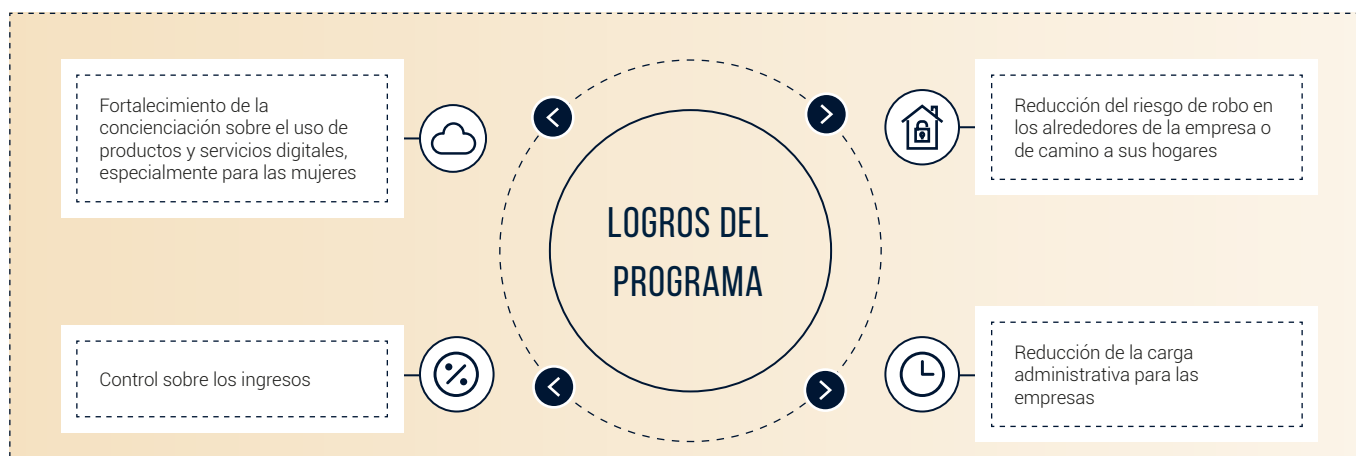 Fortalecimiento de la
concienciación sobre el uso de
productos y servicios digitales,
especialmente para las mujeres
Reducción del riesgo de robo en
los alrededores de la empresa o
de camino a sus hogares
LOGROS DEL
PROGRAMA
Control sobre los ingresos
Reducción de la carga
administrativa para las
empresas